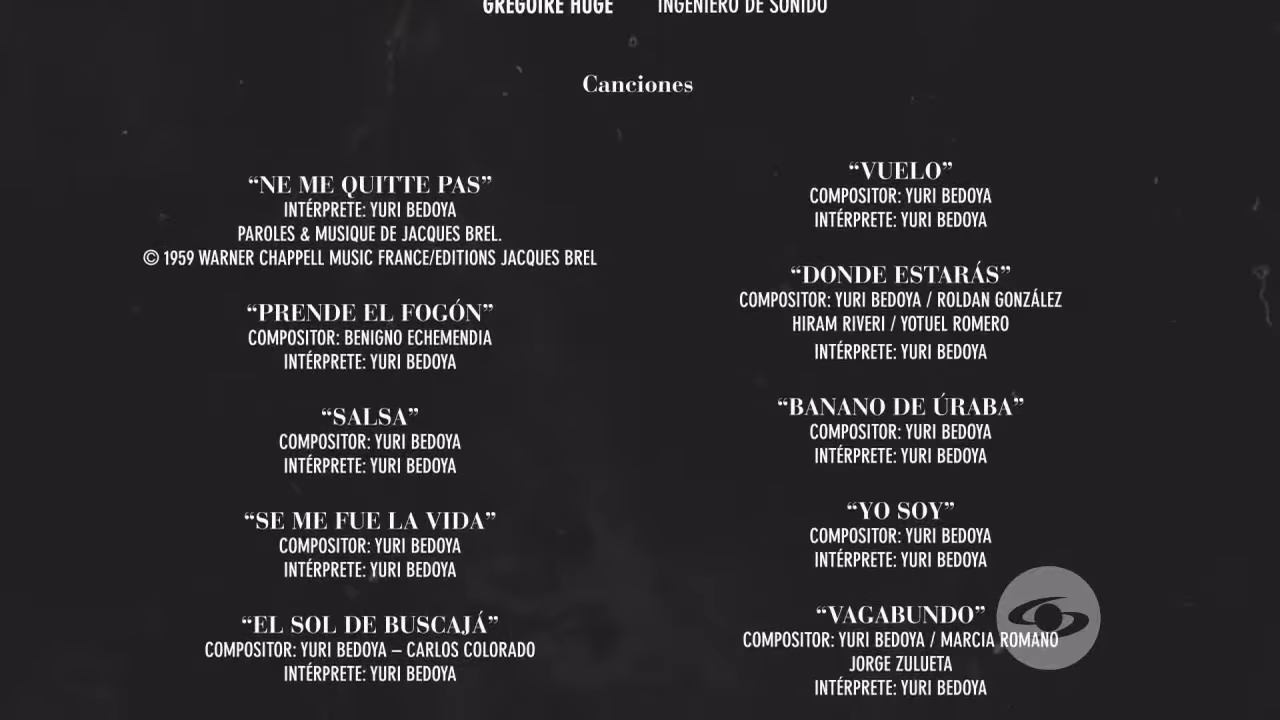 GREGOIRE HUGE INGENIERO DE SONIDO
Canciones
“NE ME QUITTE PAS”
INTÉRPRETE: YURI BEDOYA
PAROLES & MUSIQUE DE JACQUES BREL.
© 1959 WARNER CHAPPELL MUSIC FRANCE/EDITIONS JACQUES BREL
“PRENDE EL FOGÓN”
COMPOSITOR: BENIGNO ECHEMENDIA
INTÉRPRETE: YURI BEDOYA
“SALSA”
COMPOSITOR: YURI BEDOYA
INTÉRPRETE: YURI BEDOYA
“SE ME FUE LA VIDA”
COMPOSITOR: YURI BEDOYA
INTÉRPRETE: YURI BEDOYA
“EL SOL DE BUSCAJÁ”
COMPOSITOR: YURI BEDOYA – CARLOS COLORADO
INTÉRPRETE: YURI BEDOYA
“VUELO”
COMPOSITOR: YURI BEDOYA
INTÉRPRETE: YURI BEDOYA
“DONDE ESTARÁS”
COMPOSITOR: YURI BEDOYA / ROLDAN GONZÁLEZ
HIRAM RIVERI / YOTUEL ROMERO
INTÉRPRETE: YURI BEDOYA
“BANANO DE ÚRABA”
COMPOSITOR: YURI BEDOYA
INTÉRPRETE: YURI BEDOYA
“YO SOY”
COMPOSITOR: YURI BEDOYA
INTÉRPRETE: YURI BEDOYA
“VAGABUNDO”
COMPOSITOR: YURI BEDOYA / MARCIA ROMANO
JORGE ZULUETA
INTÉRPRETE: YURI BEDOYA